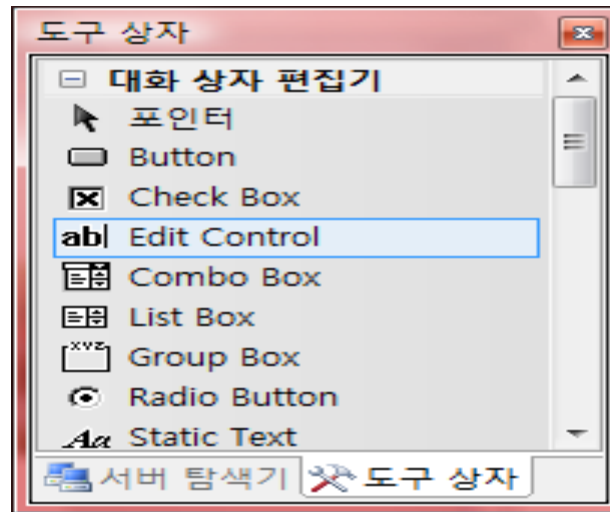 도구 상자
대화 상자 편집기
포인터
Button
Check Box
ab Edit Control
Combo Box
List Box
xyz Group Box
Radio Button
Aa Static Text
서버 탐색기 도구 상자